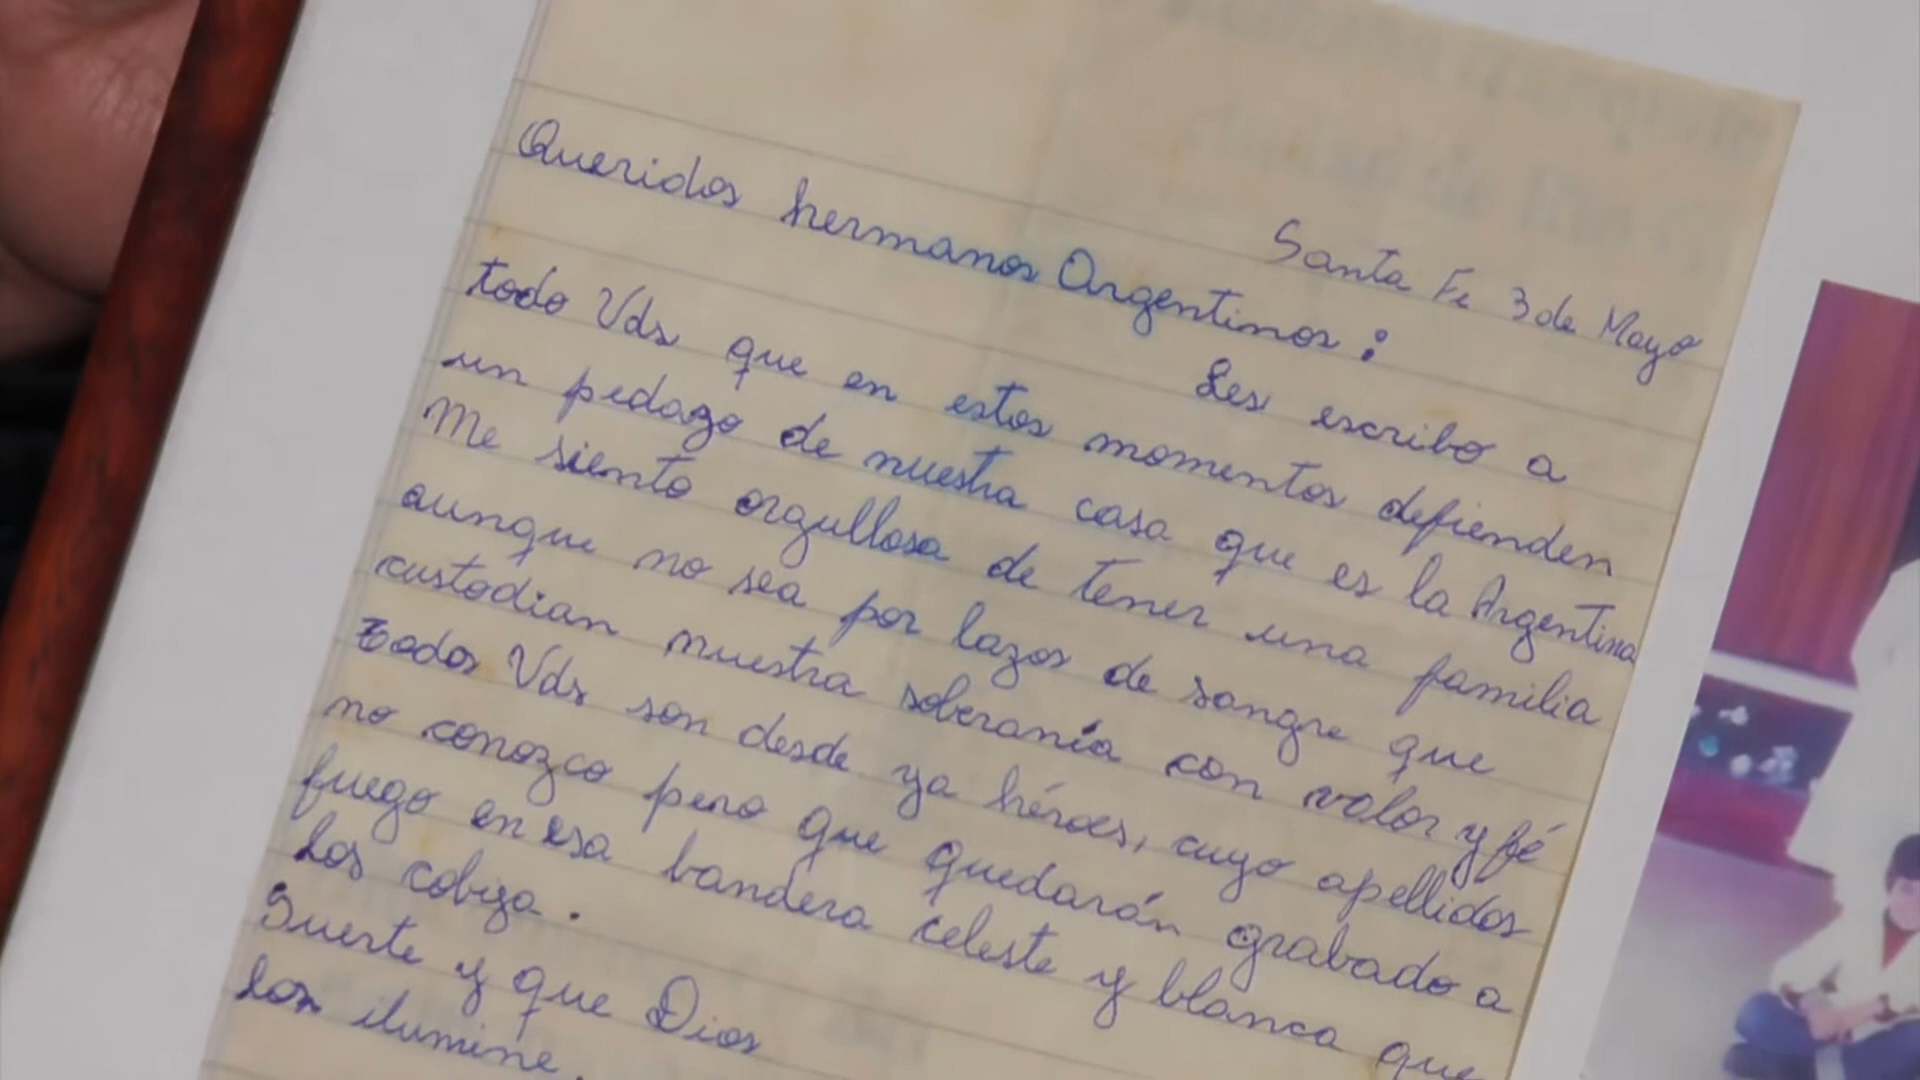 Santa Fe 3 de Mayo
Queridos hermanos Argentinos:
Les escribo a
todo Vds que en estos momentos defienden
un pedazo de nuestra casa que es la Argentina
Me siento orgullosa de tener una familia
aunque no sea por lazos de sangre que
custodian nuestra soberanía con valor y fé
Todos Vds son desde ya héroes, cuyo apellidos
no conozco pero que quedarán grabado a
fuego en esa bandera celeste y blanca que
los cobiza.
Suerte y que Dios
los ilumine.